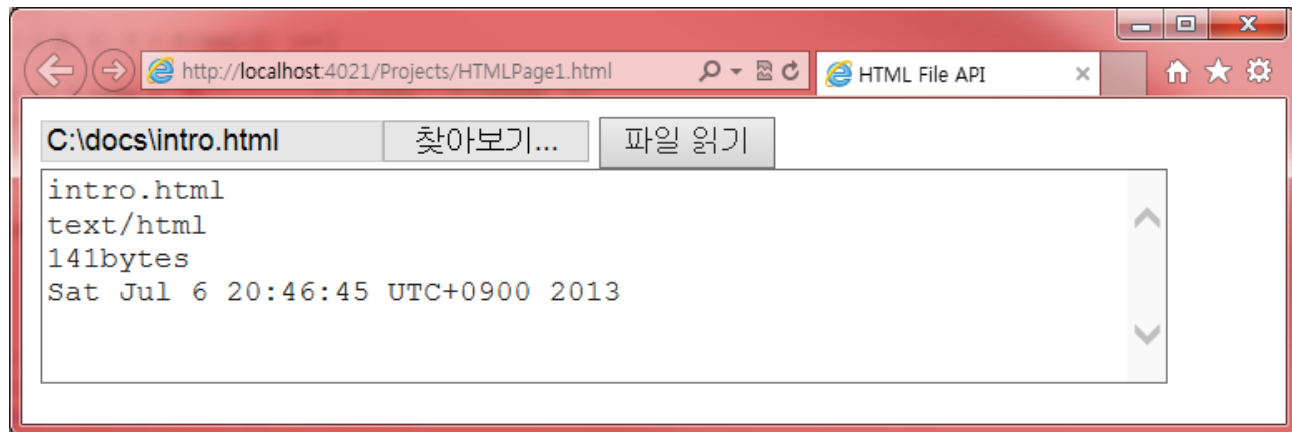 http://localhost:4021/Projects/HTMLPage1.html
HTML File API
C:\docs\intro.html 찾아보기... 파일 읽기
intro.html
text/html
141bytes
Sat Jul 6 20:46:45 UTC+0900 2013